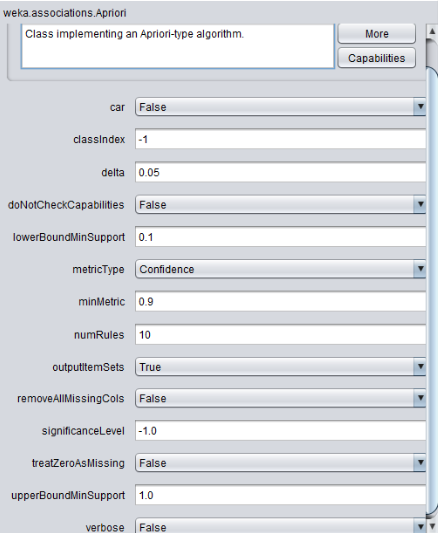 weka.associations.Apriori
Class implementing an Apriori-type algorithm.
More
Capabilities
car False
classIndex -1
delta 0.05
doNotCheckCapabilities False
lowerBoundMinSupport 0.1
metricType Confidence
minMetric 0.9
numRules 10
outputItemSets True
removeAllMissingCols False
significanceLevel -1.0
treatZeroAsMissing False
upperBoundMinSupport 1.0
verbose False